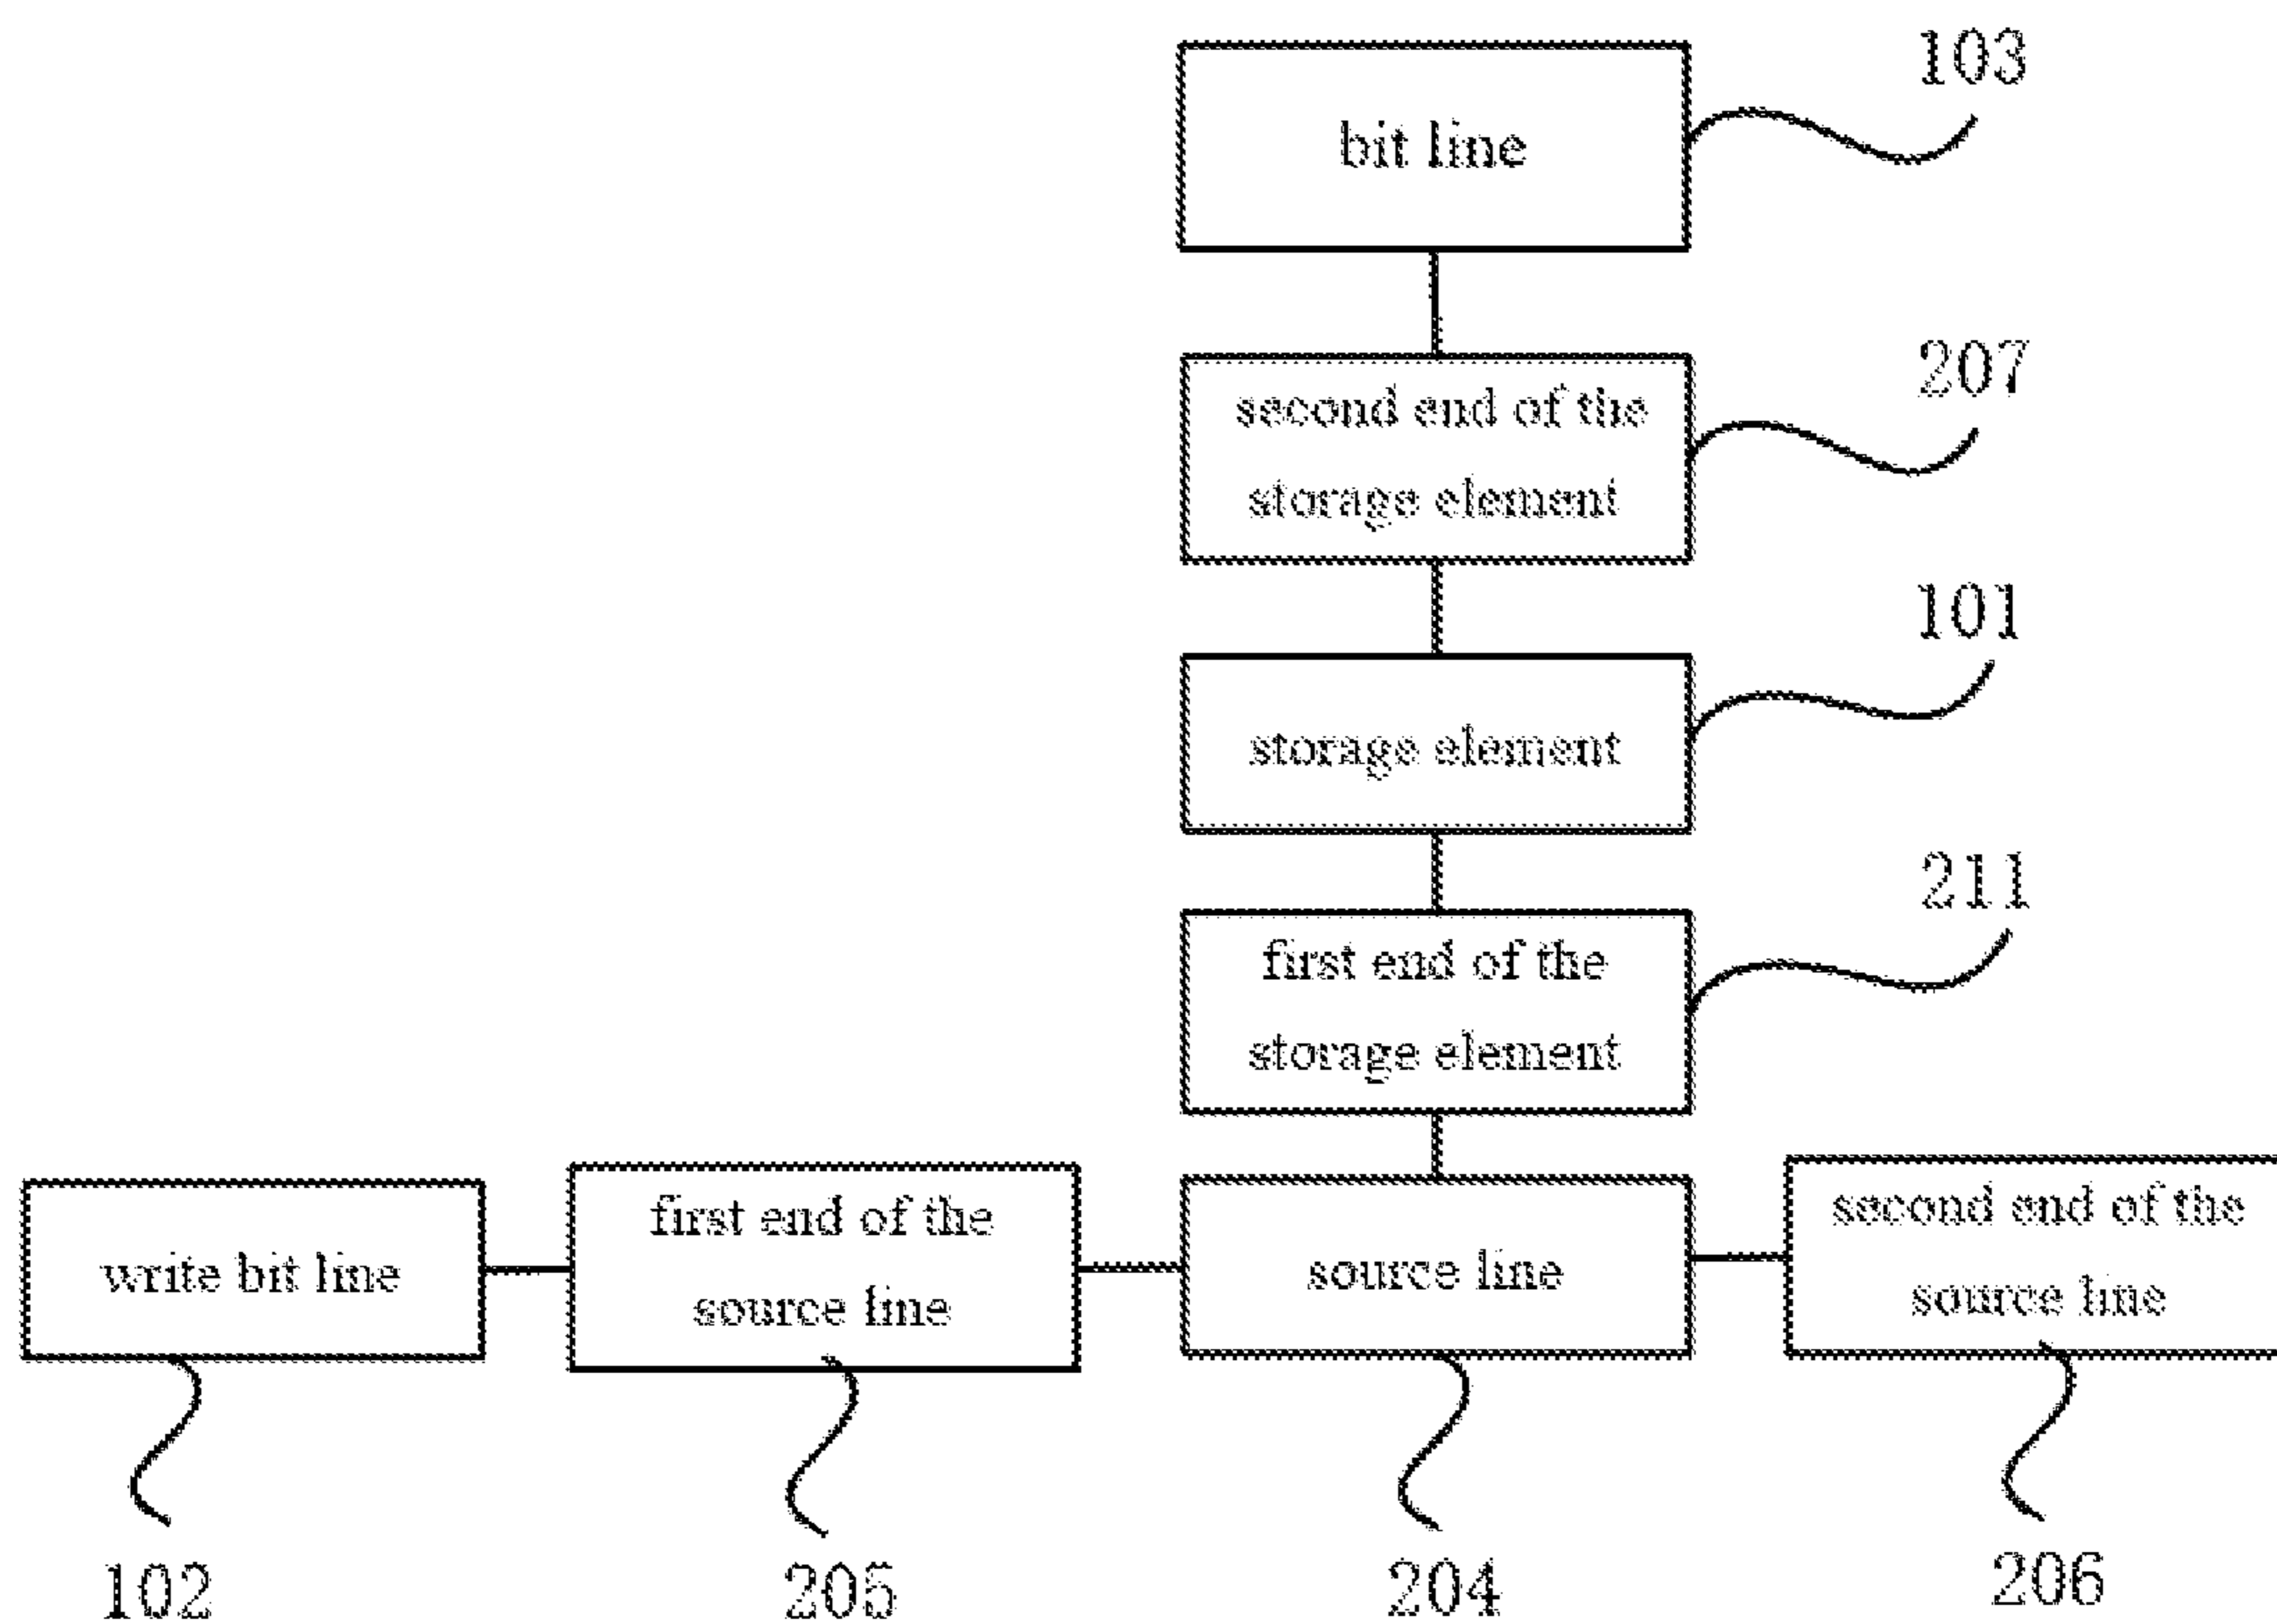 103
bit line
207
second end of the
storage element
101
storage element
211
first end of the
storage element
write bit line
first end of the
source line
source line
second end of the
source line
102
205
204
206